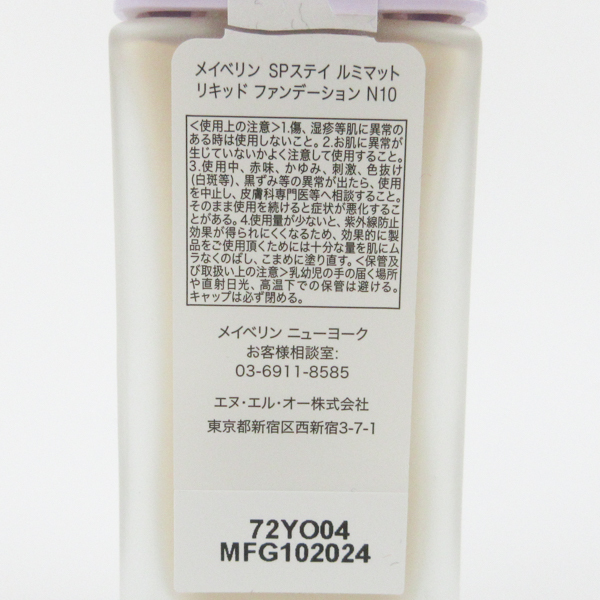 メイベリン SPステイ ルミマット
リキッド ファンデーション N10
<使用上の注意>1.傷、湿疹等肌に異常の
ある時は使用しないこと。2.お肌に異常が
生じていないかよく注意して使用すること。
3.使用中、赤味、かゆみ、刺激、色抜け
(白斑等)、黒ずみ等の異常が出たら、使用
を中止し、皮膚科専門医等へ相談すること。
そのまま使用を続けると症状が悪化するこ
とがある。4.使用量が少ないと、紫外線防止
効果が得られにくくなるため、効果的に製
品をご使用頂くためには十分な量を肌にム
ラなくのばし、こまめに塗り直す。<保管及
び取扱い上の注意>乳幼児の手の届く場所
や直射日光、高温下での保管は避ける。
キャップは必ず閉める。
メイベリン ニューヨーク
お客様相談室:
03-6911-8585
エヌ・エル・オー株式会社
東京都新宿区西新宿3-7-1
72YO04
MFG102024